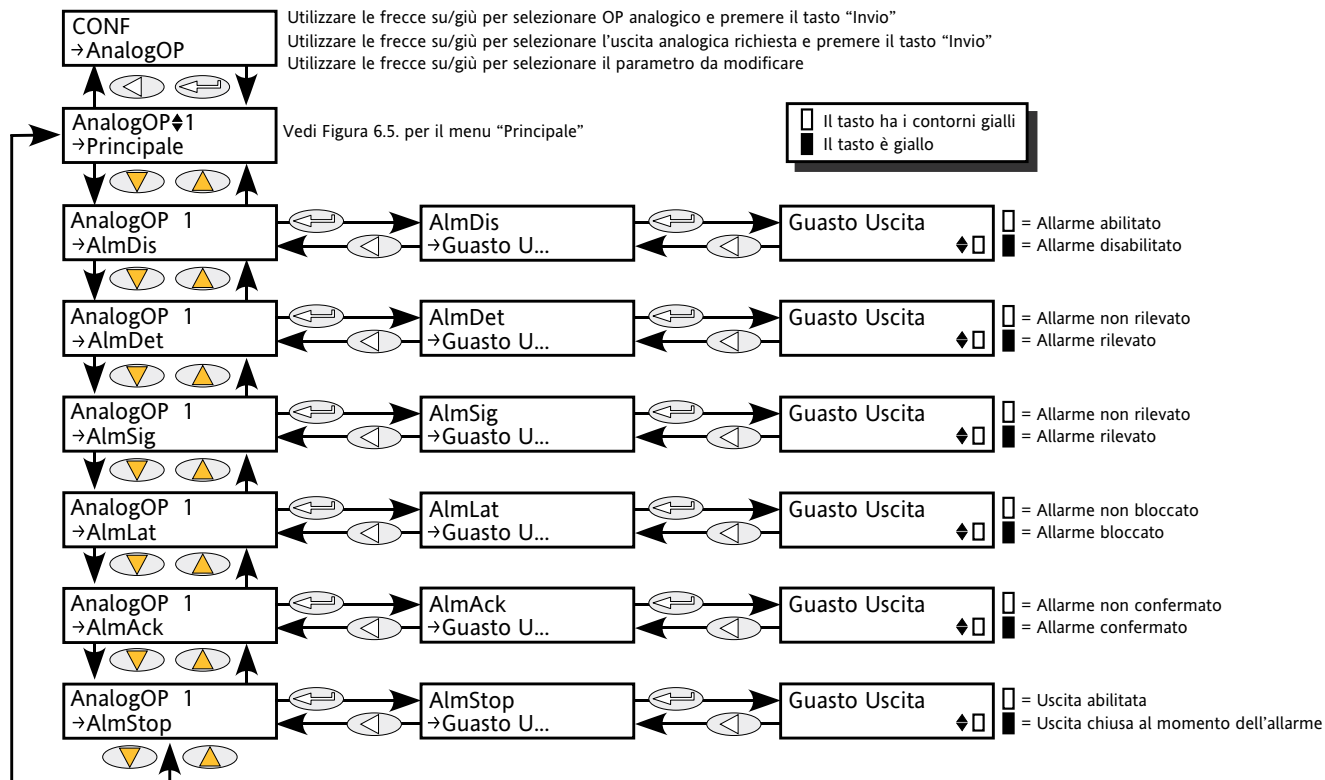 CONF
→AnalogOP
Utilizzare le frecce su/giù per selezionare OP analogico e premere il tasto “Invio”
Utilizzare le frecce su/giù per selezionare l’uscita analogica richiesta e premere il tasto “Invio”
Utilizzare le frecce su/giù per selezionare il parametro da modificare
AnalogOP♦1
→Principale
Vedi Figura 6.5. per il menu “Principale”
Il tasto ha i contorni gialli
Il tasto è giallo
AnalogOP 1
→AlmDis
AlmDis
→Guasto U...
Guasto Uscita
= Allarme abilitato
= Allarme disabilitato
AnalogOP 1
→AlmDet
AlmDet
→Guasto U...
Guasto Uscita
= Allarme non rilevato
= Allarme rilevato
AnalogOP 1
→AlmSig
AlmSig
→Guasto U...
Guasto Uscita
= Allarme non rilevato
= Allarme rilevato
AnalogOP 1
→AlmLat
AlmLat
→Guasto U...
Guasto Uscita
= Allarme non bloccato
= Allarme bloccato
AnalogOP 1
→AlmAck
AlmAck
→Guasto U...
Guasto Uscita
= Allarme non confermato
= Allarme confermato
AnalogOP 1
→AlmStop
AlmStop
→Guasto U...
Guasto Uscita
= Uscita abilitata
= Uscita chiusa al momento dell’allarme